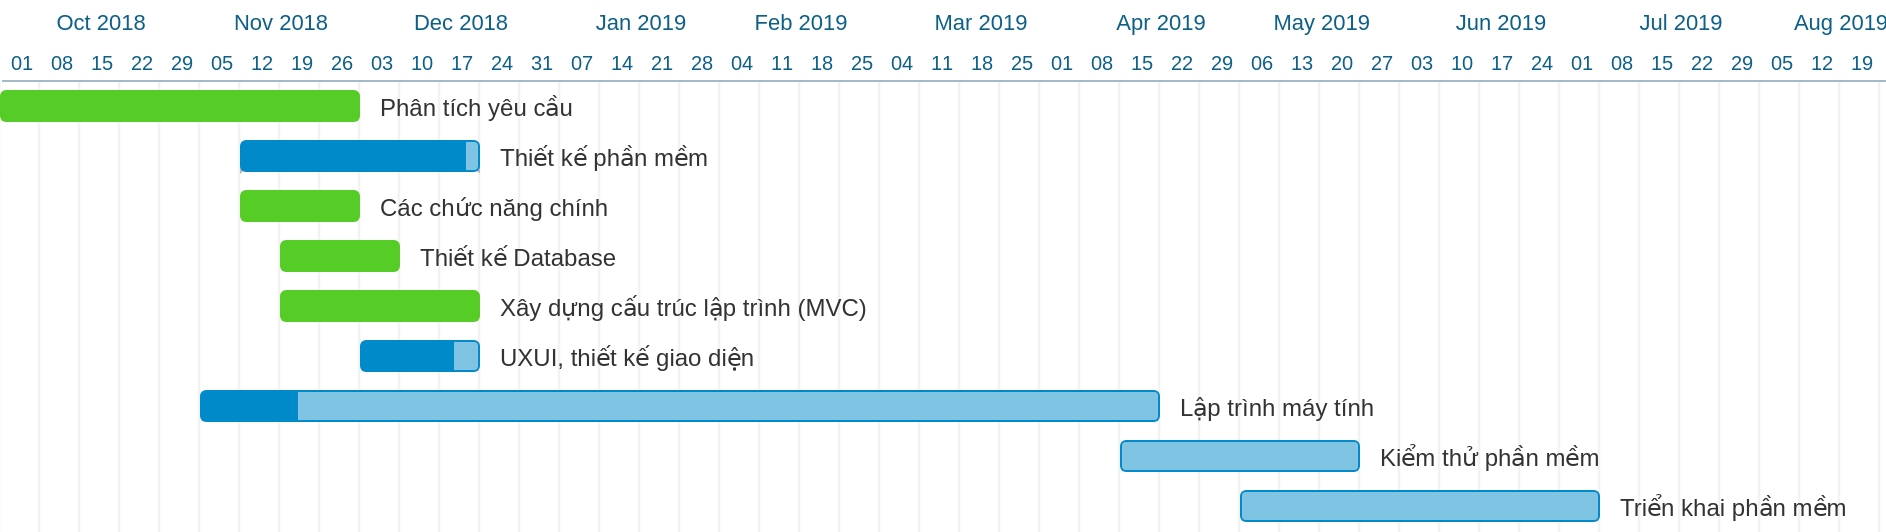 Oct 2018 Nov 2018 Dec 2018 Jan 2019 Feb 2019 Mar 2019 Apr 2019 May 2019 Jun 2019 Jul 2019 Aug 2019
01 08 15 22 29 05 12 19 26 03 10 17 24 31 07 14 21 28 04 11 18 25 04 11 18 25 01 08 15 22 29 06 13 20 27 03 10 17 24 01 08 15 22 29 05 12 19
Phân tích yêu cầu
Thiết kế phần mềm
Các chức năng chính
Thiết kế Database
Xây dựng cấu trúc lập trình (MVC)
UXUI, thiết kế giao diện
Lập trình máy tính
Kiểm thử phần mềm
Triển khai phần mềm